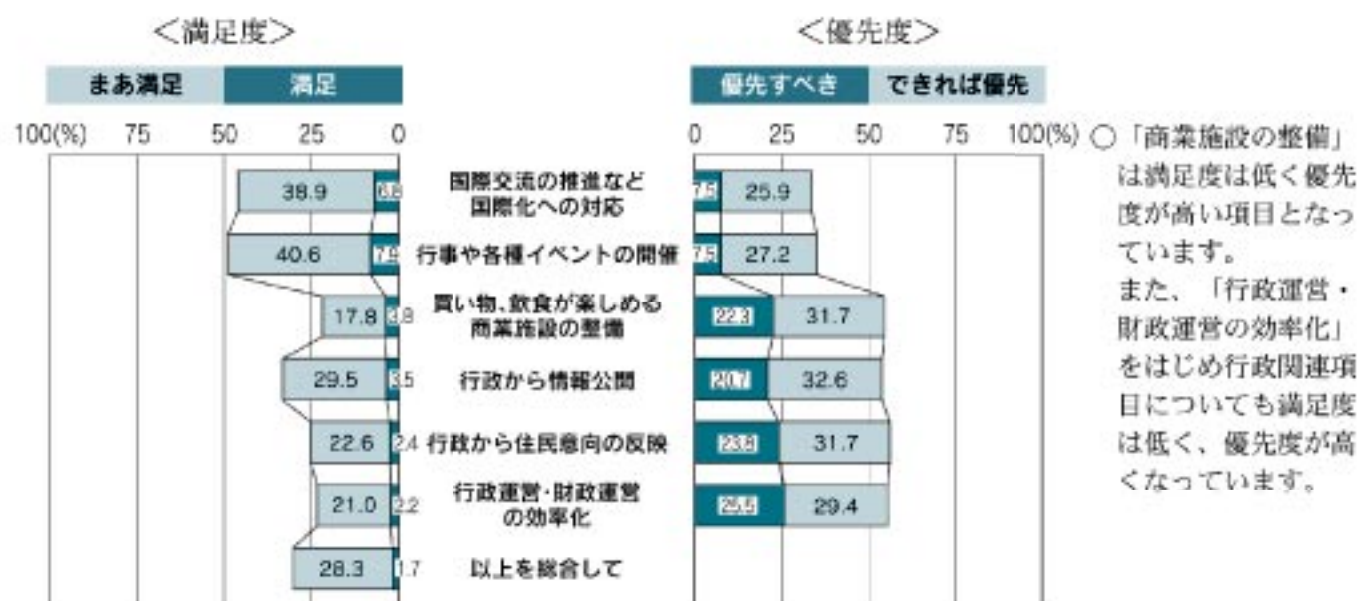 ＜満足度＞ ＜優先度＞
まあ満足 満足 優先すべき できれば優先
100(%) 75 50 25 0 0 25 50 75 100(%)
38.9 6.8 国際交流の推進など 国際化への対応 7.5 25.9
40.6 7.9 行事や各種イベントの開催 7.5 27.2
17.8 3.8 買い物、飲食が楽しめる 商業施設の整備 22.3 31.7
29.5 3.5 行政から情報公開 20.7 32.6
22.6 2.4 行政から住民意向の反映 23.8 31.7
21.0 2.2 行政運営・財政運営 の効率化 25.5 29.4
28.3 1.7 以上を総合して
○「商業施設の整備」
は満足度は低く優先
度が高い項目となっ
ています。
また、「行政運営・
財政運営の効率化」
をはじめ行政関連項
目についても満足度
は低く、優先度が高
くなっています。